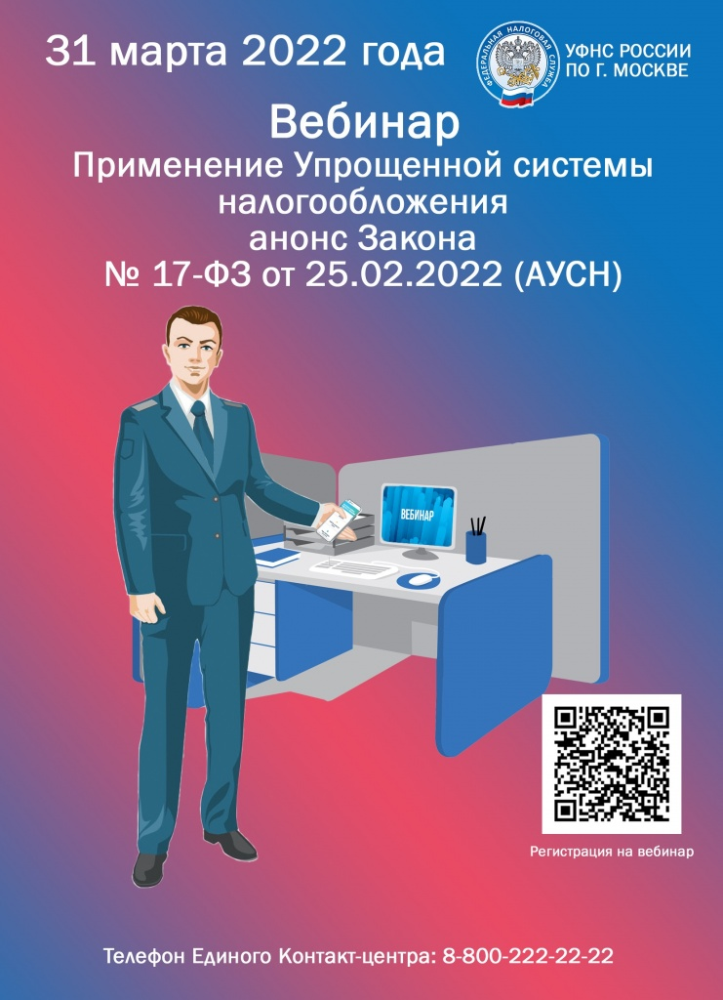 31 марта 2022 года
ФЕДЕРАЛЬНАЯ НАЛОГОВАЯ СЛУЖБА
УФНС РОССИИ
ПО Г. МОСКВЕ
Вебинар
Применение Упрощенной системы
налогообложения
анонс Закона
№ 17-ФЗ от 25.02.2022 (АУСН)
ВЕБИНАР
Регистрация на вебинар
Телефон Единого Контакт-центра: 8-800-222-22-22